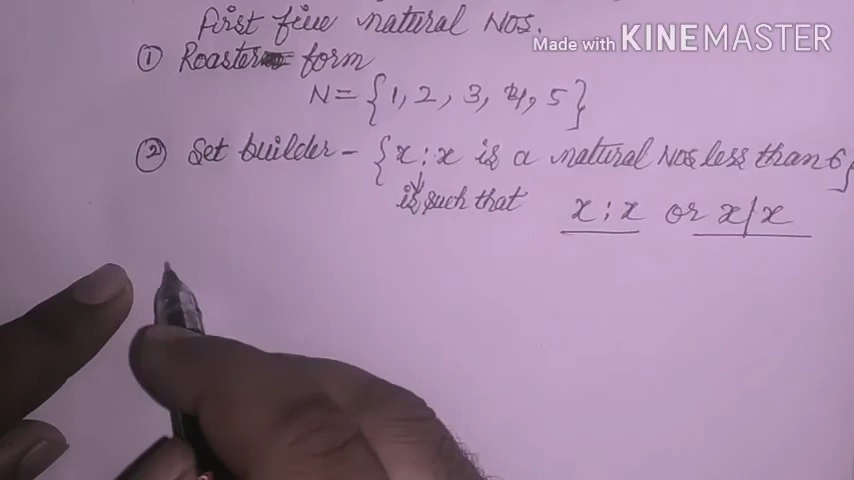 First five natural Nos.
Made with KINEMASTER
① Roaster form
N = {1, 2, 3, 4, 5}
② Set builder - {x : x is a natural Nos less than 6}
is such that x : x or x/x